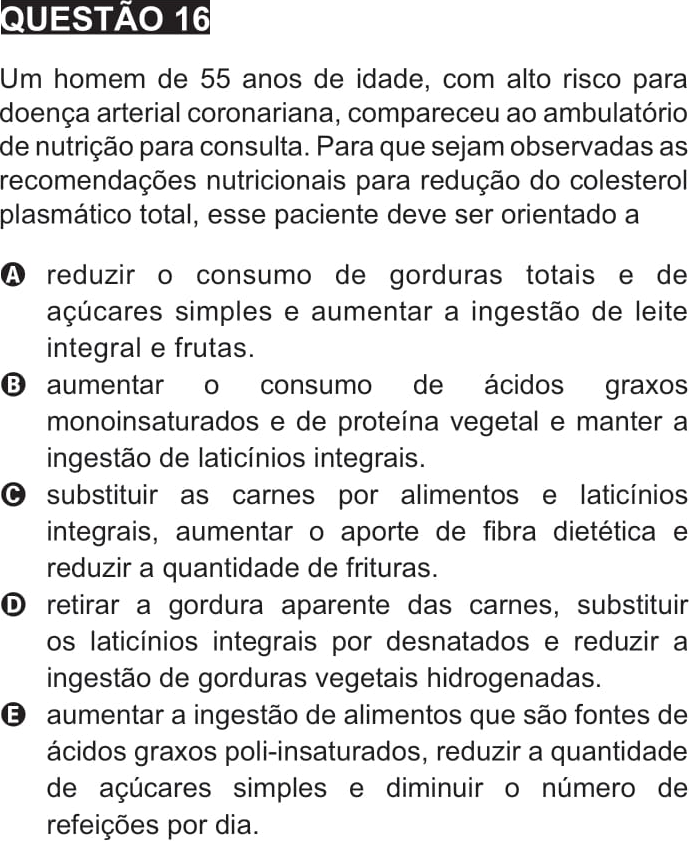 QUESTÃO 16
Um homem de 55 anos de idade, com alto risco para
doença arterial coronariana, compareceu ao ambulatório
de nutrição para consulta. Para que sejam observadas as
recomendações nutricionais para redução do colesterol
plasmático total, esse paciente deve ser orientado a
A reduzir o consumo de gorduras totais e de
açúcares simples e aumentar a ingestão de leite
integral e frutas.
B aumentar o consumo de ácidos graxos
monoinsaturados e de proteína vegetal e manter a
ingestão de laticínios integrais.
C substituir as carnes por alimentos e laticínios
integrais, aumentar o aporte de fibra dietética e
reduzir a quantidade de frituras.
D retirar a gordura aparente das carnes, substituir
os laticínios integrais por desnatados e reduzir a
ingestão de gorduras vegetais hidrogenadas.
E aumentar a ingestão de alimentos que são fontes de
ácidos graxos poli-insaturados, reduzir a quantidade
de açúcares simples e diminuir o número de
refeições por dia.